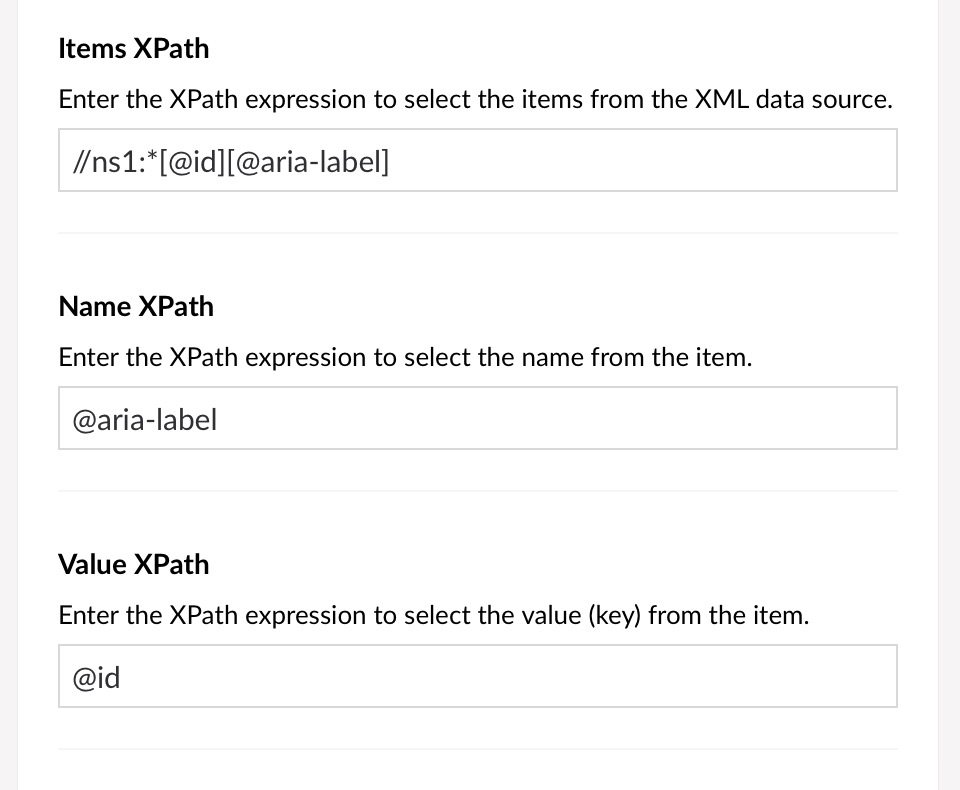 Items XPath
Enter the XPath expression to select the items from the XML data source.
//ns1:*[@id][@aria-label]
Name XPath
Enter the XPath expression to select the name from the item.
@aria-label
Value XPath
Enter the XPath expression to select the value (key) from the item.
@id